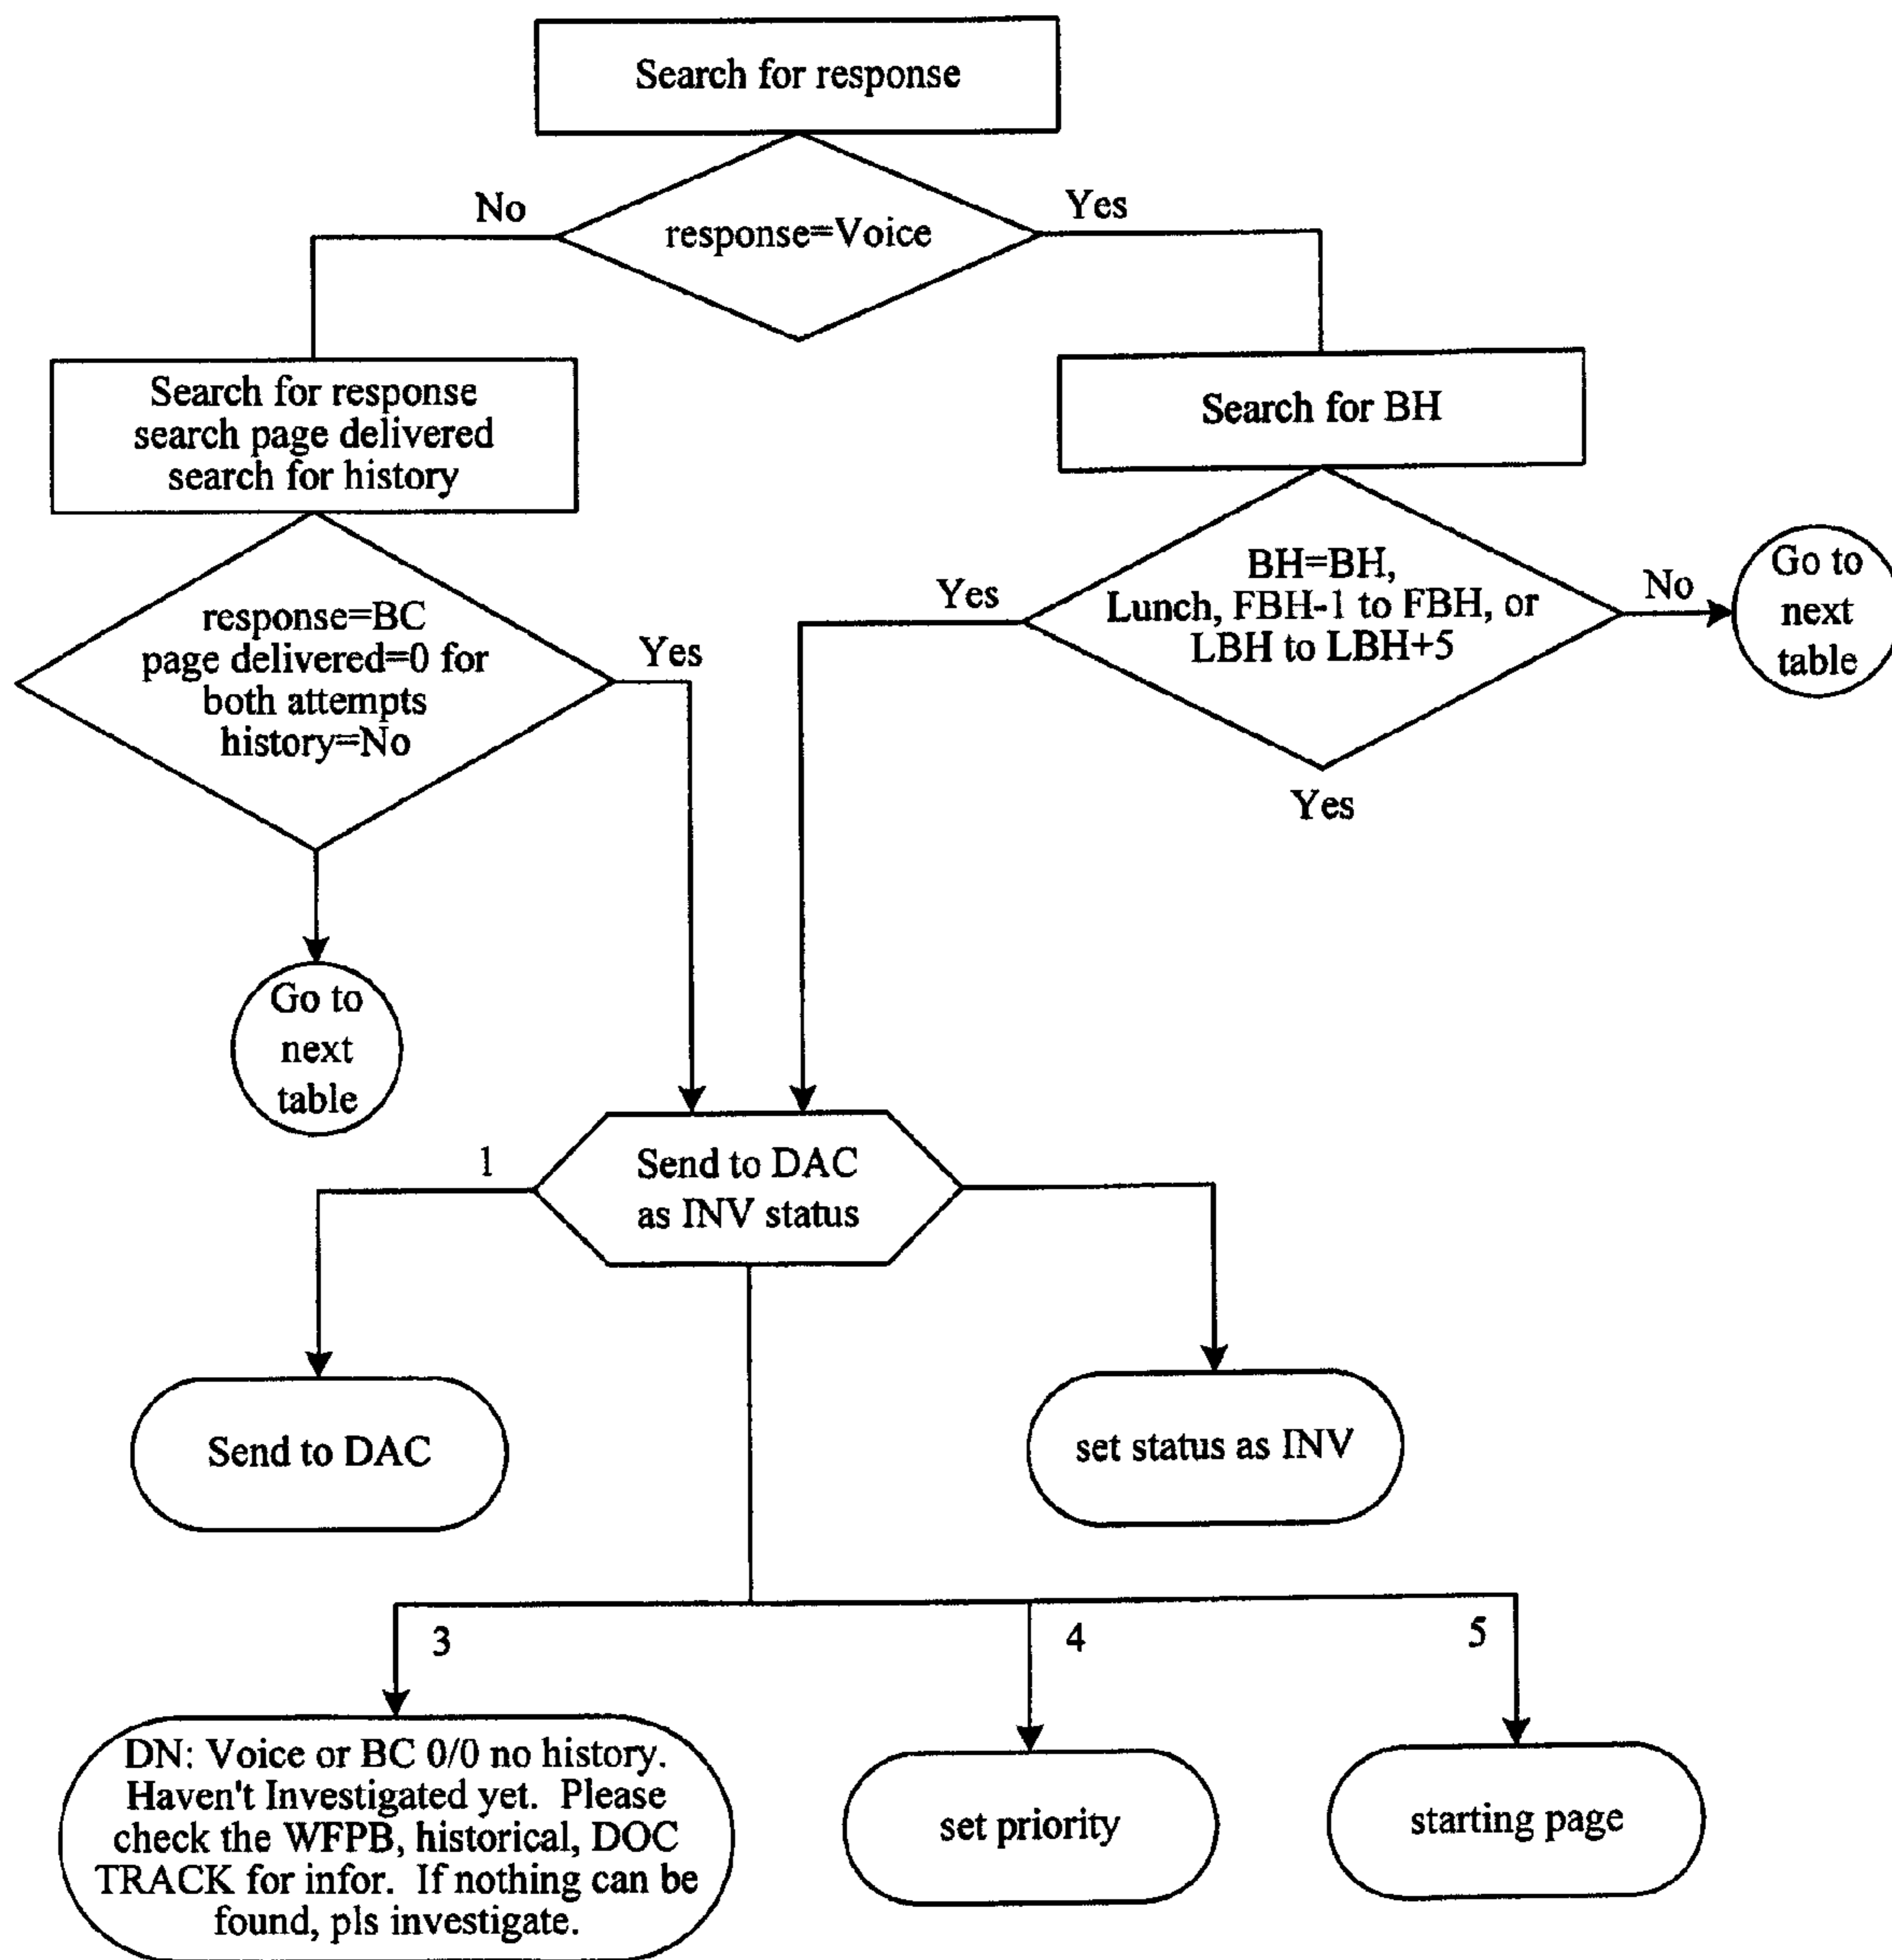 Search for response
No
Yes
response=Voice
Search for response
search page delivered
search for history
Search for BH
response=BC
page delivered=0 for
both attempts
history=No
Yes
Yes
BH=BH,
Lunch, FBH-1 to FBH, or
LBH to LBH+5
No
Go to
next
table
Yes
Go to
next
table
1
Send to DAC
as INV status
Send to DAC
set status as INV
3
4
5
DN: Voice or BC 0/0 no history.
Haven't Investigated yet. Please
check the WFPB, historical, DOC
TRACK for infor. If nothing can be
found, pls investigate.
set priority
starting page